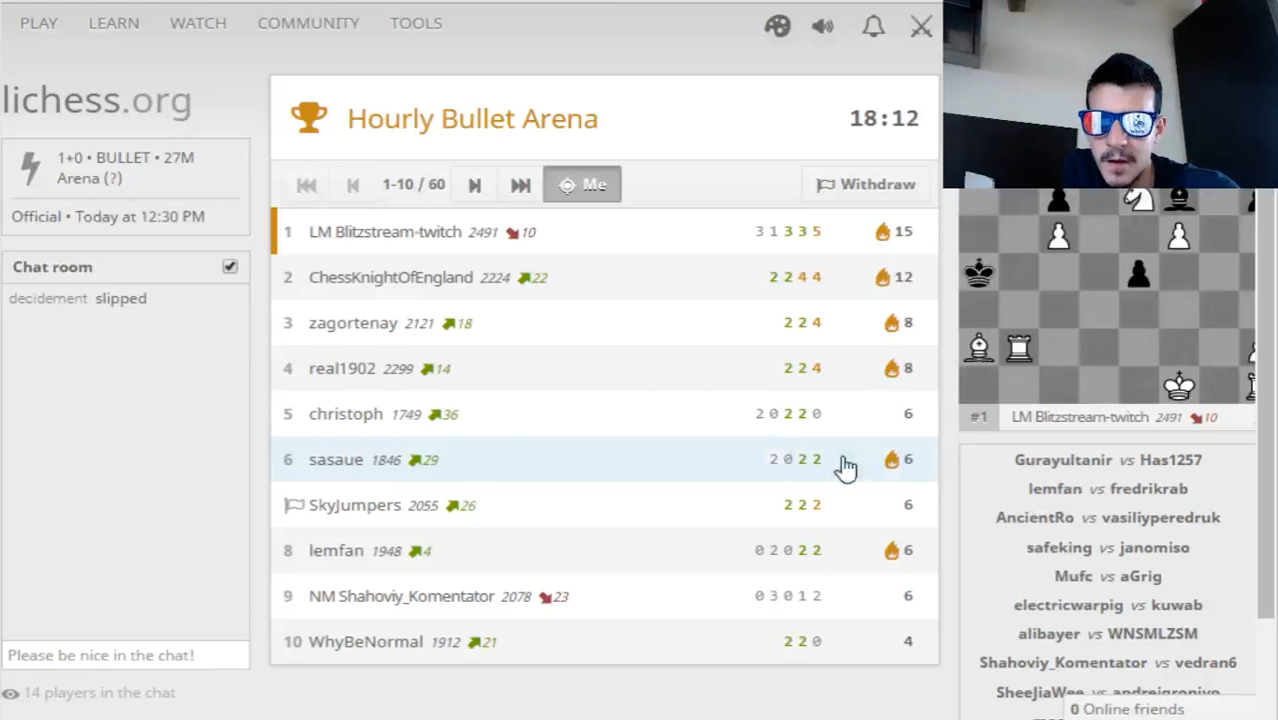 PLAY LEARN WATCH COMMUNITY TOOLS
lichess.org
1+0 • BULLET • 27M
Arena (?)
Official • Today at 12:30 PM
Chat room
decidement slipped
Please be nice in the chat!
14 players in the chat
Hourly Bullet Arena 18:12
1-10 / 60 Me Withdraw
1 LM Blitzstream-twitch 2491 10 3 1 3 3 5 15
2 ChessKnightOfEngland 2224 22 2 2 4 4 12
3 zagortenay 2121 18 2 2 4 8
4 real1902 2299 14 2 2 4 8
5 christoph 1749 36 2 0 2 2 0 6
6 sasaue 1846 29 2 0 2 2 6
SkyJumpers 2055 26 2 2 2 6
8 lemfan 1948 4 0 2 0 2 2 6
9 NM Shahoviy_Komentator 2078 23 0 3 0 1 2 6
10 WhyBeNormal 1912 21 2 2 0 4
#1 LM Blitzstream-twitch 2491 10
Gurayultanir vs Has1257
lemfan vs fredrikrab
AncientRo vs vasiliyperedruk
safeking vs janomiso
Mufc vs aGrig
electricwarpig vs kuwab
alibayer vs WNSMLZSM
Shahoviy_Komentator vs vedran6
SheeJiaWee vs
0 Online friends